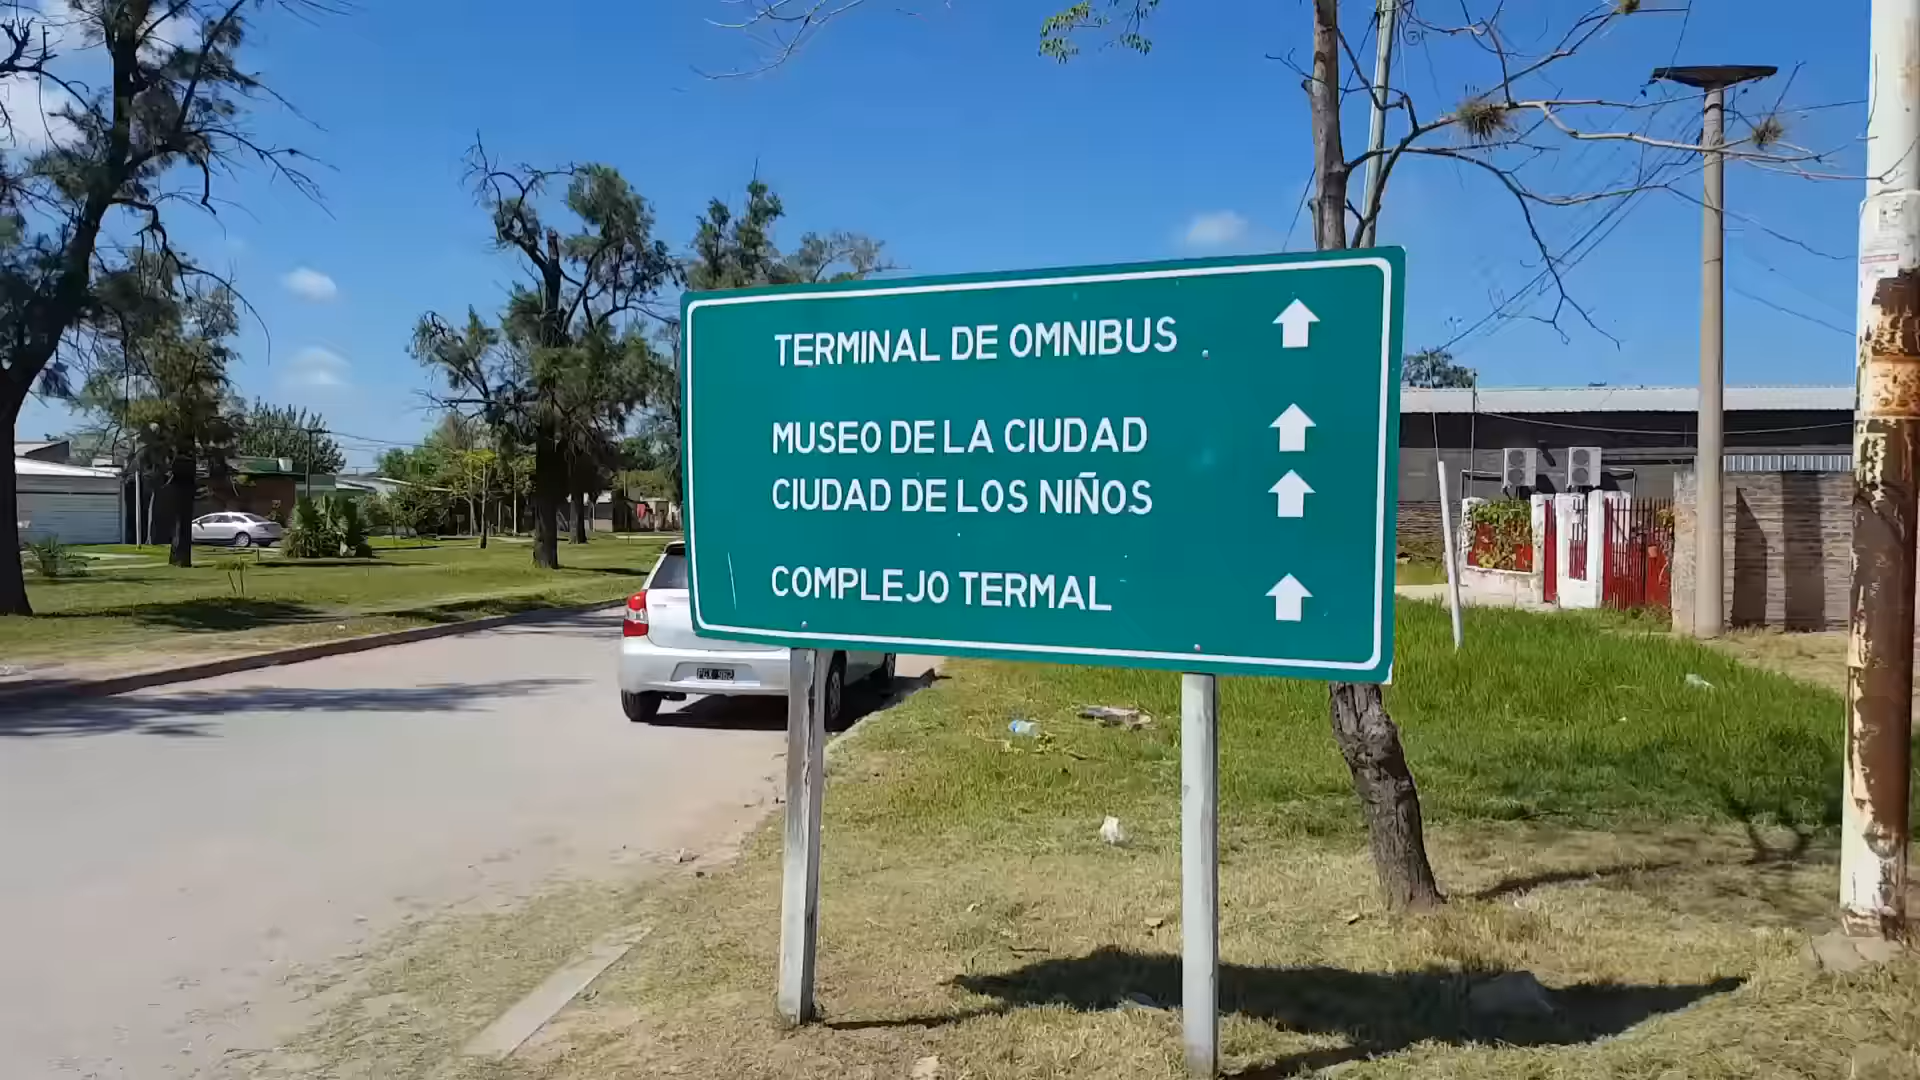 TERMINAL DE OMNIBUS
MUSEO DE LA CIUDAD
CIUDAD DE LOS NIÑOS
COMPLEJO TERMAL